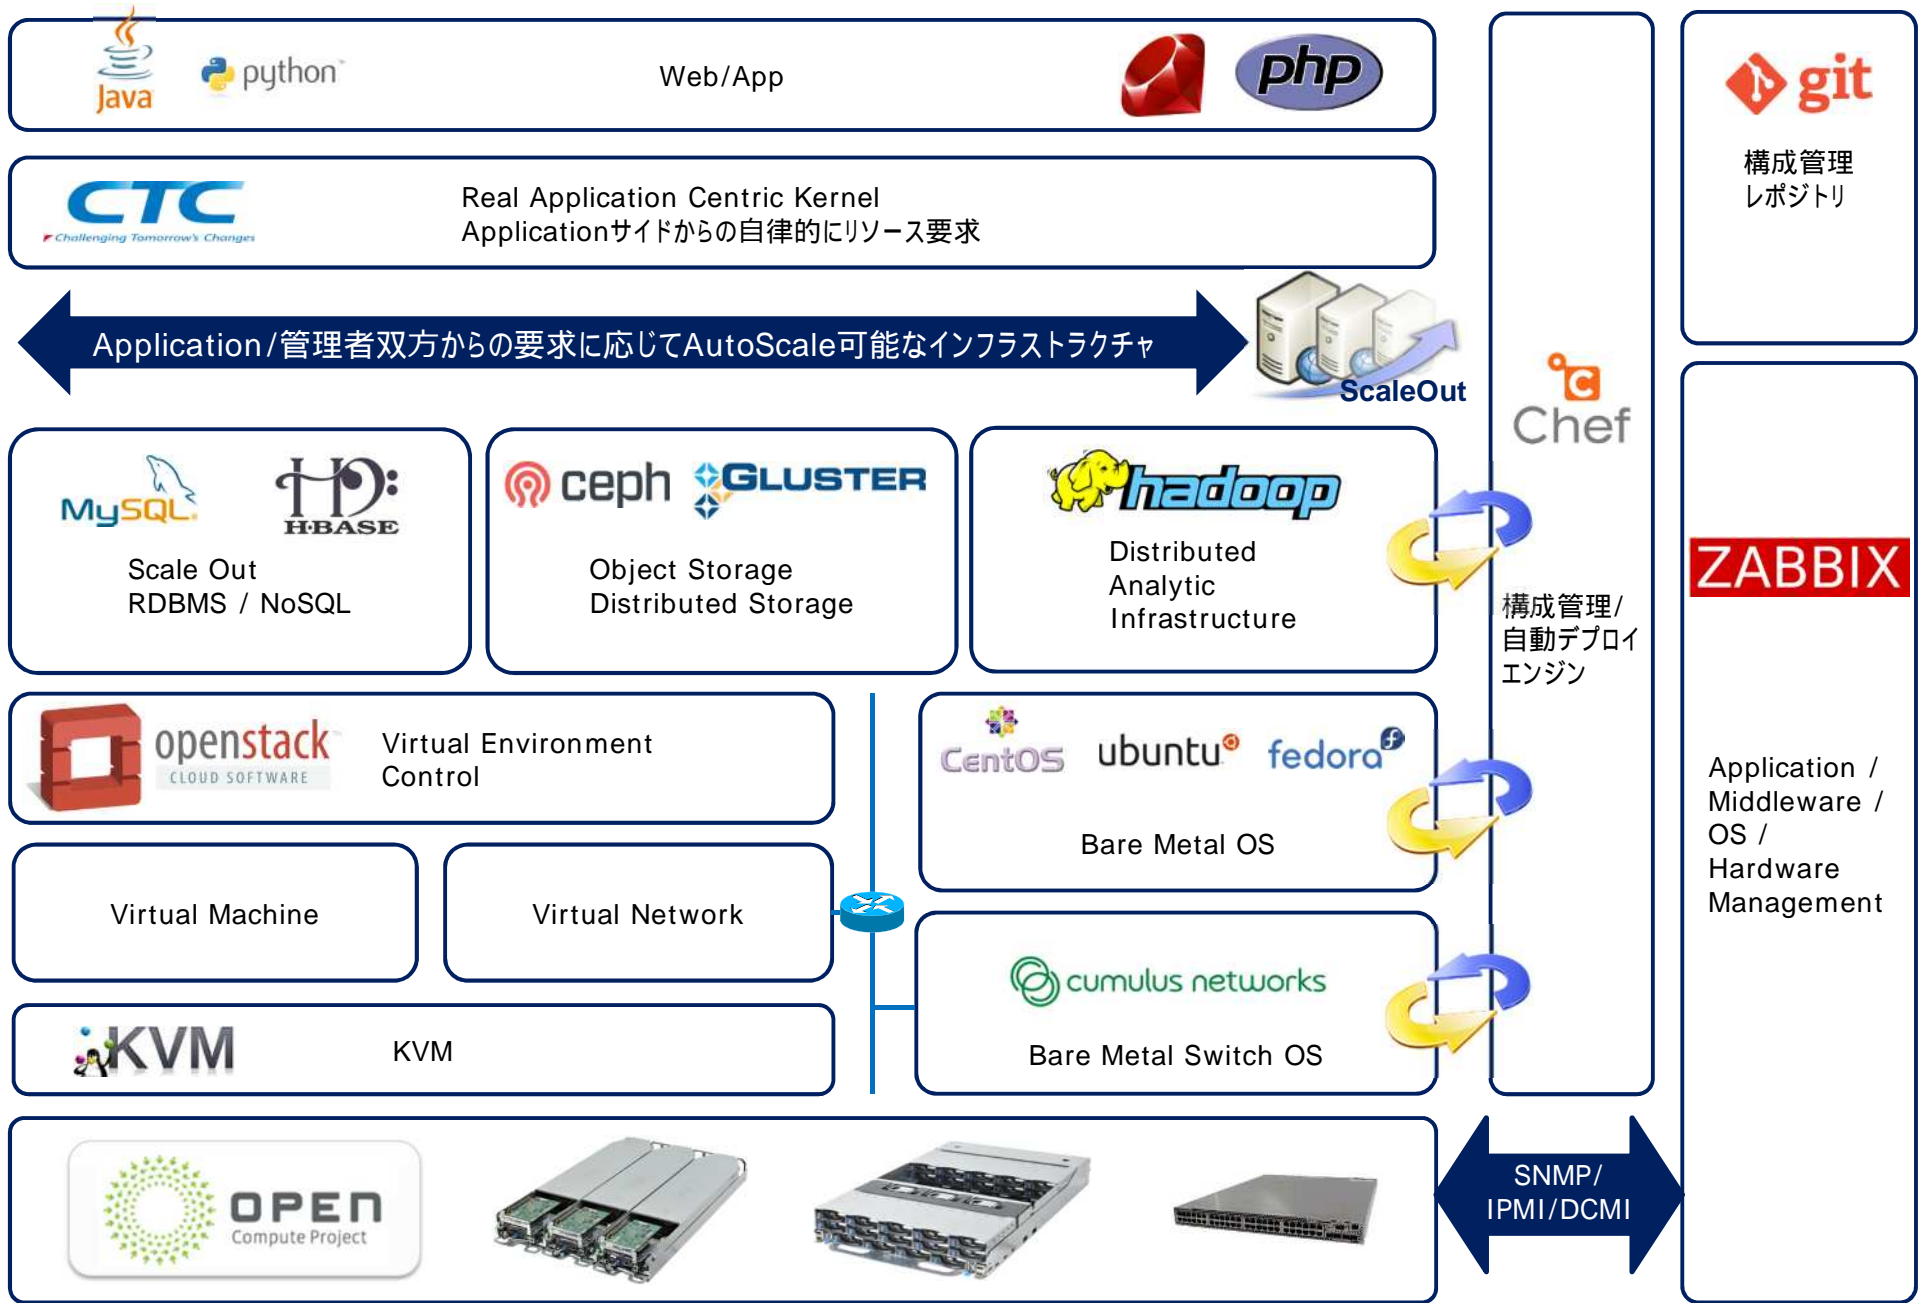 Java
python
Web/App
php
CTC
Challenging Tomorrow's Changes
Real Application Centric Kernel
Applicationサイドからの自律的にリソース要求
Application/管理者双方からの要求に応じてAutoScale可能なインフラストラクチャ
ScaleOut
MySQL
H:BASE
Scale Out
RDBMS / NoSQL
ceph
GLUSTER
Object Storage
Distributed Storage
hadoop
Distributed
Analytic
Infrastructure
openstack
CLOUD SOFTWARE
Virtual Environment
Control
CentOS
ubuntu
fedora
Bare Metal OS
Virtual Machine
Virtual Network
cumulus networks
Bare Metal Switch OS
KVM
KVM
OPEN
Compute Project
Chef
構成管理/
自動デプロイ
エンジン
git
構成管理
レポジトリ
ZABBIX
Application /
Middleware /
OS /
Hardware
Management
SNMP/
IPMI/DCMI